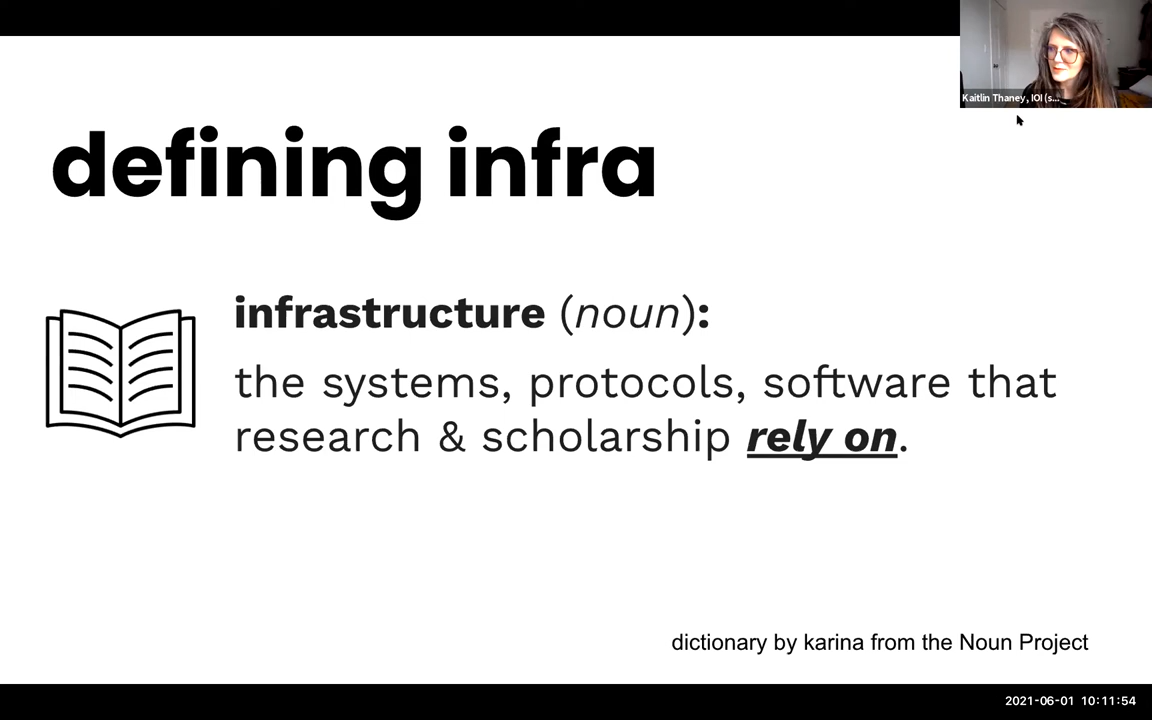 Kaitlin Thaney, IOI (s...
defining infra
infrastructure (noun):
the systems, protocols, software that
research & scholarship rely on.
dictionary by karina from the Noun Project
2021-06-01 10:11:54